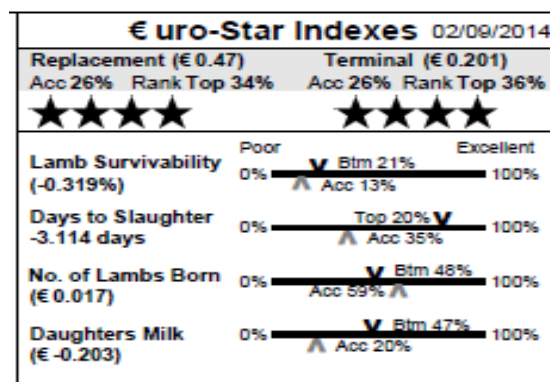 € uro-Star Indexes 02/09/2014
Replacement (€ 0.47) Terminal (€ 0.201)
Acc 26% Rank Top 34% Acc 26% Rank Top 36%
Poor Excellent
Lamb Survivability 0% Btm 21% 100%
(-0.319%) Acc 13%
Days to Slaughter 0% Top 20% 100%
-3.114 days Acc 35%
No. of Lambs Born 0% Btm 48% 100%
(€ 0.017) Acc 59%
Daughters Milk 0% Btm 47% 100%
(€ -0.203) Acc 20%